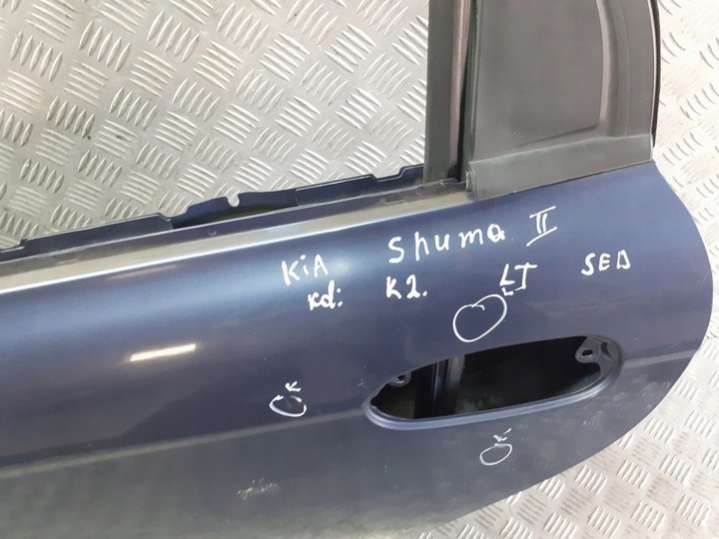 KIA Shuma II
Kd: K2. LT SED
K
K